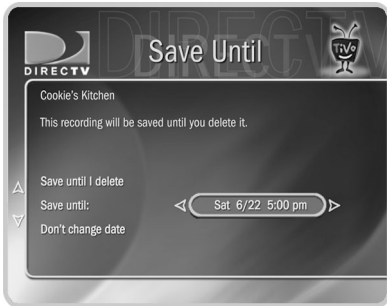 DIRECTV
DIRECTV
Save Until
TiVo
Cookie's Kitchen
This recording will be saved until you delete it.
Save until I delete
Save until:
Sat 6/22 5:00 pm
Don't change date